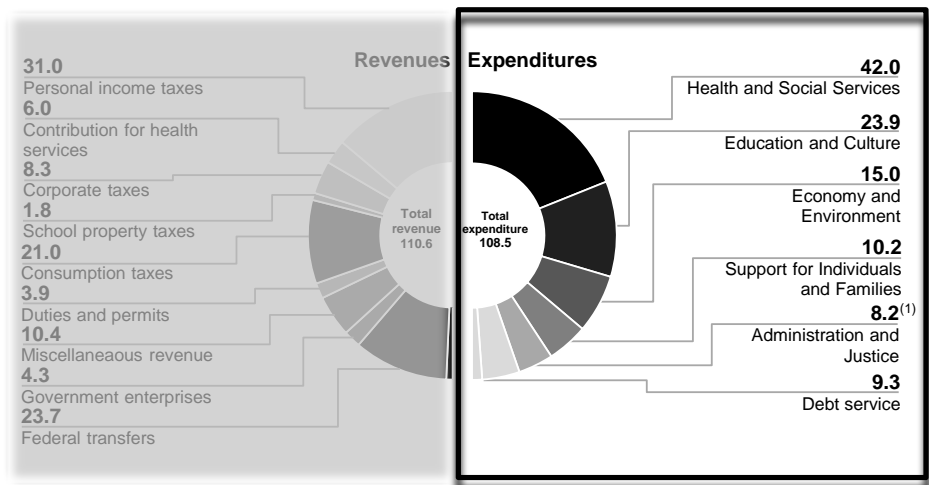 Revenues
31.0
Personal income taxes
6.0
Contribution for health
services
8.3
Corporate taxes
1.8
School property taxes
21.0
Consumption taxes
3.9
Duties and permits
10.4
Miscellaneaous revenue
4.3
Government enterprises
23.7
Federal transfers
Total
revenue
110.6
Expenditures
Total
expenditure
108.5
42.0
Health and Social Services
23.9
Education and Culture
15.0
Economy and
Environment
10.2
Support for Individuals
and Families
8.2(1)
Administration and
Justice
9.3
Debt service